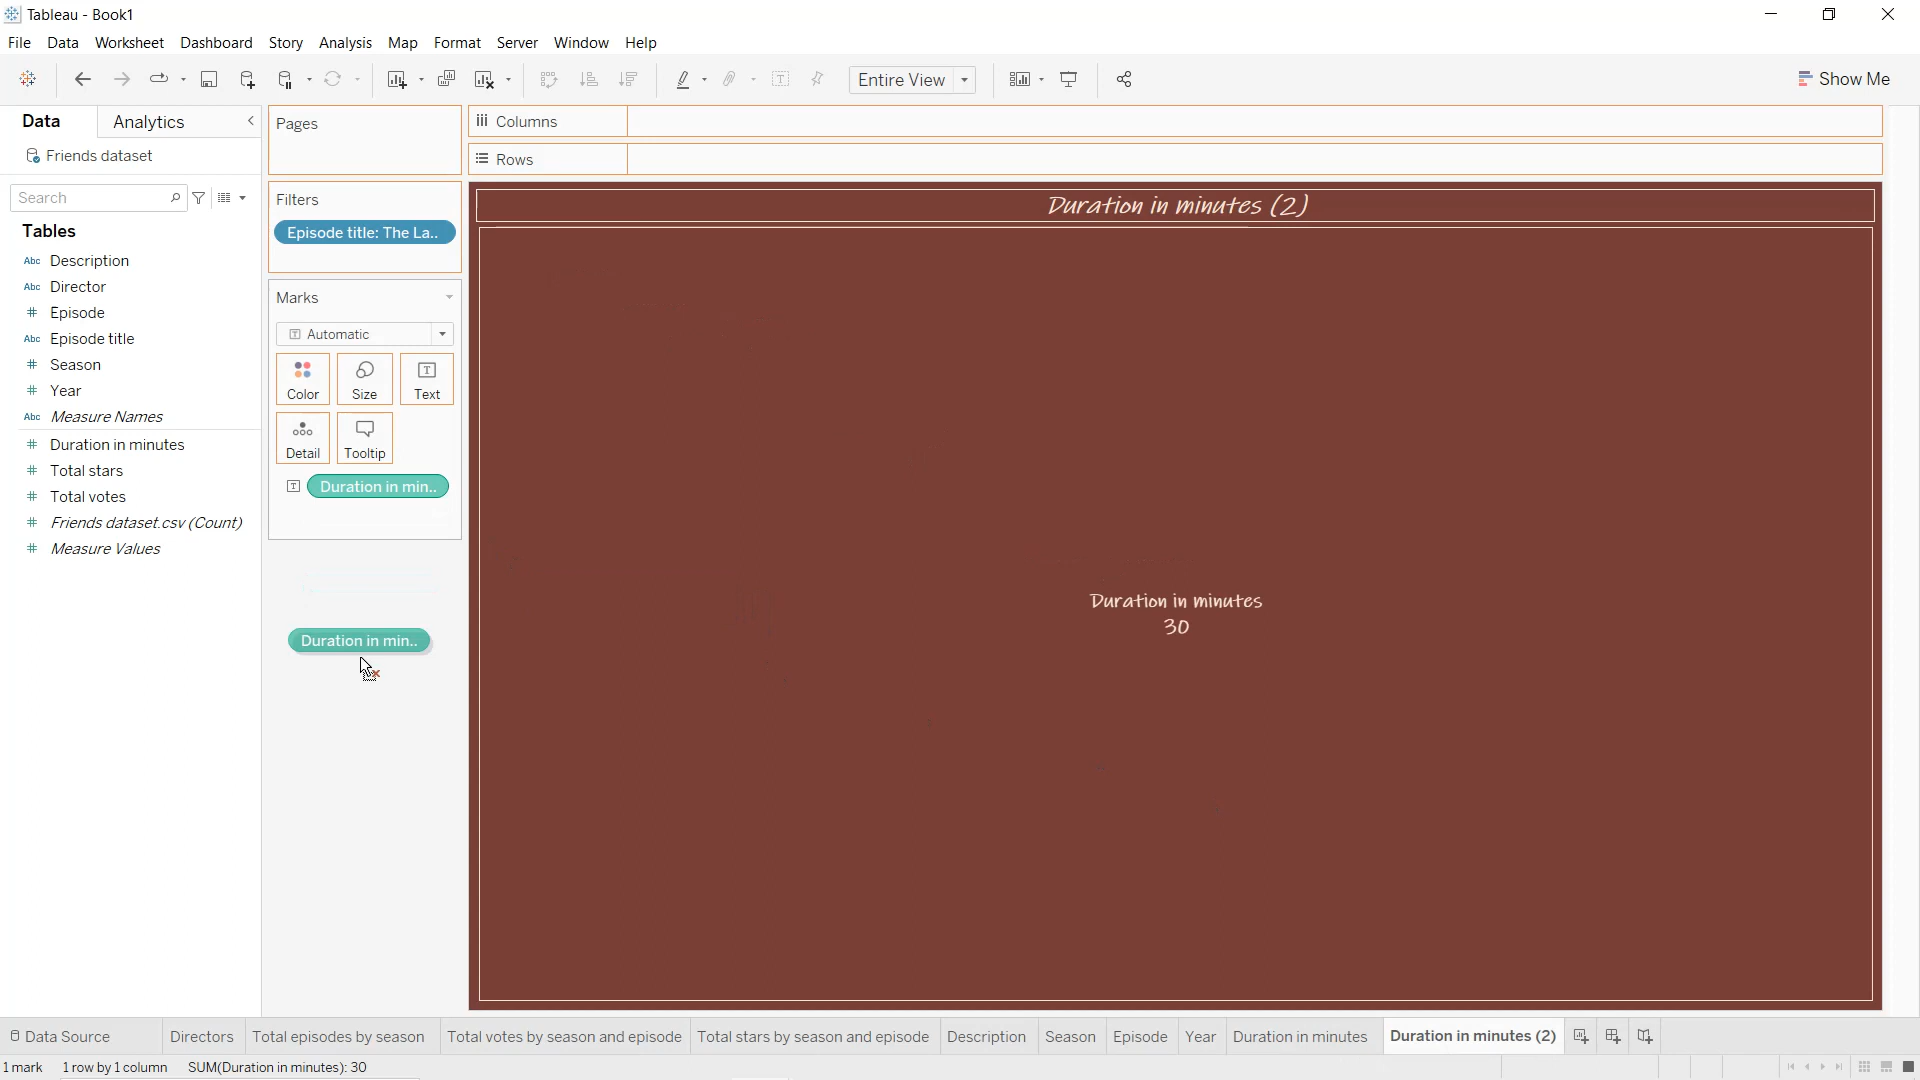 Tableau - Book1
File Data Worksheet Dashboard Story Analysis Map Format Server Window Help
Entire View
Show Me
Data Analytics
Friends dataset
Search
Tables
Abc Description
Abc Director
# Episode
Abc Episode title
# Season
# Year
Abc Measure Names
# Duration in minutes
# Total stars
# Total votes
# Friends dataset.csv (Count)
# Measure Values
Pages
Filters
Episode title: The La..
Marks
Automatic
Color Size Text
Detail Tooltip
Duration in min..
Duration in min..
Columns
Rows
Duration in minutes (2)
Duration in minutes
30
Data Source Directors Total episodes by season Total votes by season and episode Total stars by season and episode Description Season Episode Year Duration in minutes Duration in minutes (2)
1 mark 1 row by 1 column SUM(Duration in minutes): 30